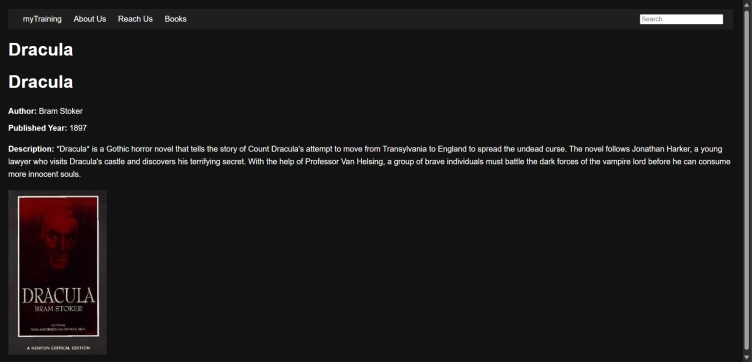 myTraining About Us Reach Us Books Search
Dracula
Dracula
Author: Bram Stoker
Published Year: 1897
Description: "Dracula" is a Gothic horror novel that tells the story of Count Dracula's attempt to move from Transylvania to England to spread the undead curse. The novel follows Jonathan Harker, a young
lawyer who visits Dracula's castle and discovers his terrifying secret. With the help of Professor Van Helsing, a group of brave individuals must battle the dark forces of the vampire lord before he can consume
more innocent souls.
DRACULA
BRAM STOKER
A NORTON CRITICAL EDITION